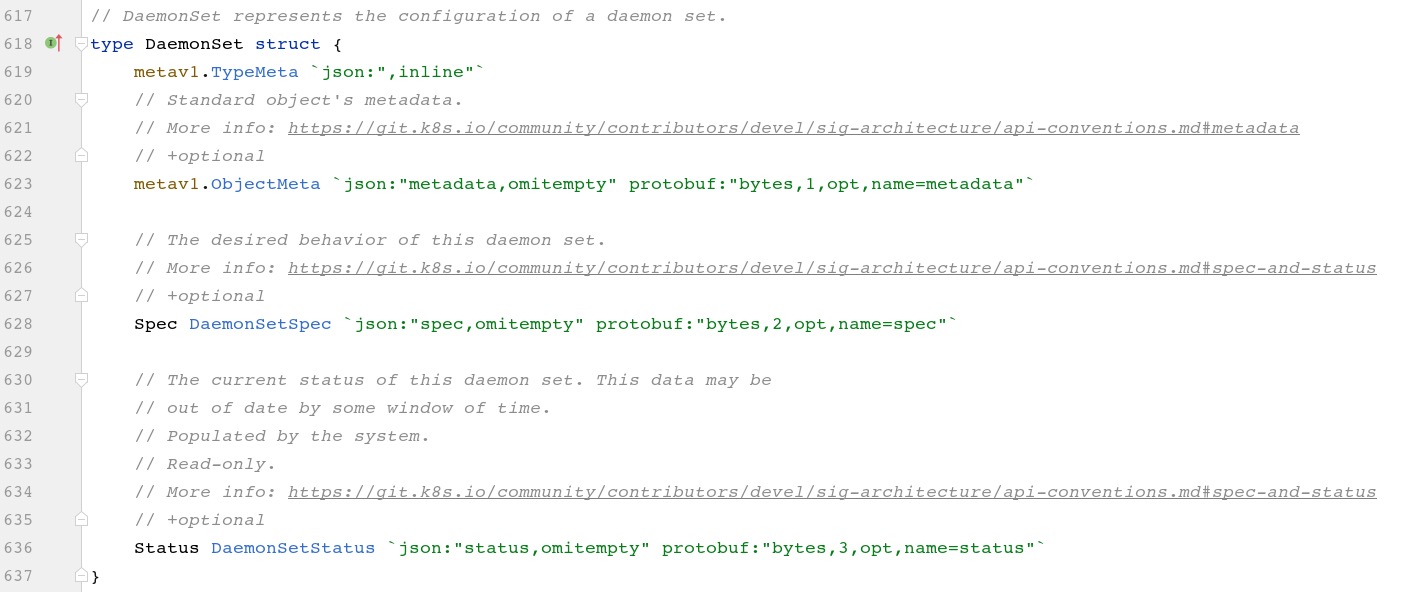 617 // DaemonSet represents the configuration of a daemon set.
618 type DaemonSet struct {
619 metav1.TypeMeta `json:",inline"`
620 // Standard object's metadata.
621 // More info: https://git.k8s.io/community/contributors/devel/sig-architecture/api-conventions.md#metadata
622 // +optional
623 metav1.ObjectMeta `json:"metadata,omitempty" protobuf:"bytes,1,opt,name=metadata"`
624
625 // The desired behavior of this daemon set.
626 // More info: https://git.k8s.io/community/contributors/devel/sig-architecture/api-conventions.md#spec-and-status
627 // +optional
628 Spec DaemonSetSpec `json:"spec,omitempty" protobuf:"bytes,2,opt,name=spec"`
629
630 // The current status of this daemon set. This data may be
631 // out of date by some window of time.
632 // Populated by the system.
633 // Read-only.
634 // More info: https://git.k8s.io/community/contributors/devel/sig-architecture/api-conventions.md#spec-and-status
635 // +optional
636 Status DaemonSetStatus `json:"status,omitempty" protobuf:"bytes,3,opt,name=status"`
637 }